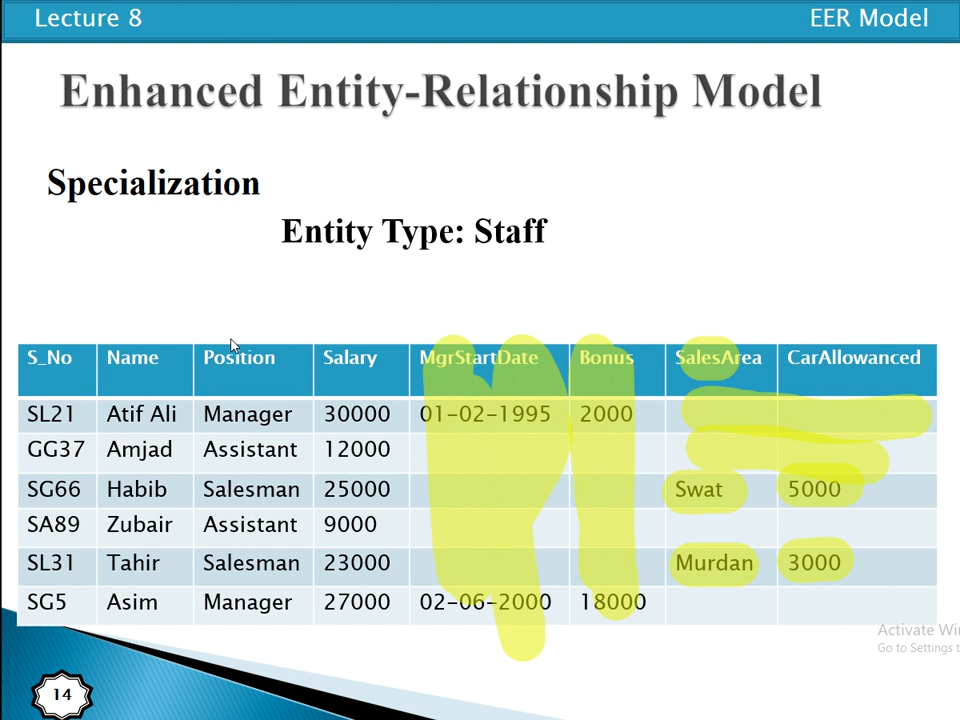 Lecture 8 EER Model
Enhanced Entity-Relationship Model
Specialization
Entity Type: Staff
S_No Name Position Salary MgrStartDate Bonus SalesArea CarAllowanced
SL21 Atif Ali Manager 30000 01-02-1995 2000
GG37 Amjad Assistant 12000
SG66 Habib Salesman 25000 Swat 5000
SA89 Zubair Assistant 9000
SL31 Tahir Salesman 23000 Murdan 3000
SG5 Asim Manager 27000 02-06-2000 18000
Activate Wi
Go to Settings t
14